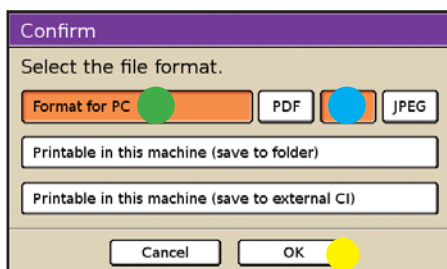 Confirm
Select the file format.
Format for PC PDF JPEG
Printable in this machine (save to folder)
Printable in this machine (save to external CI)
Cancel OK